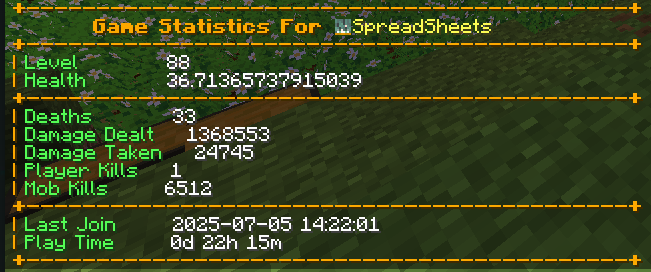 Game Statistics For SpreadSheets
Level 88
Health 36.71365737915039
Deaths 33
Damage Dealt 1368553
Damage Taken 24745
Player Kills 1
Mob Kills 6512
Last Join 2025-07-05 14:22:01
Play Time 0d 22h 15m